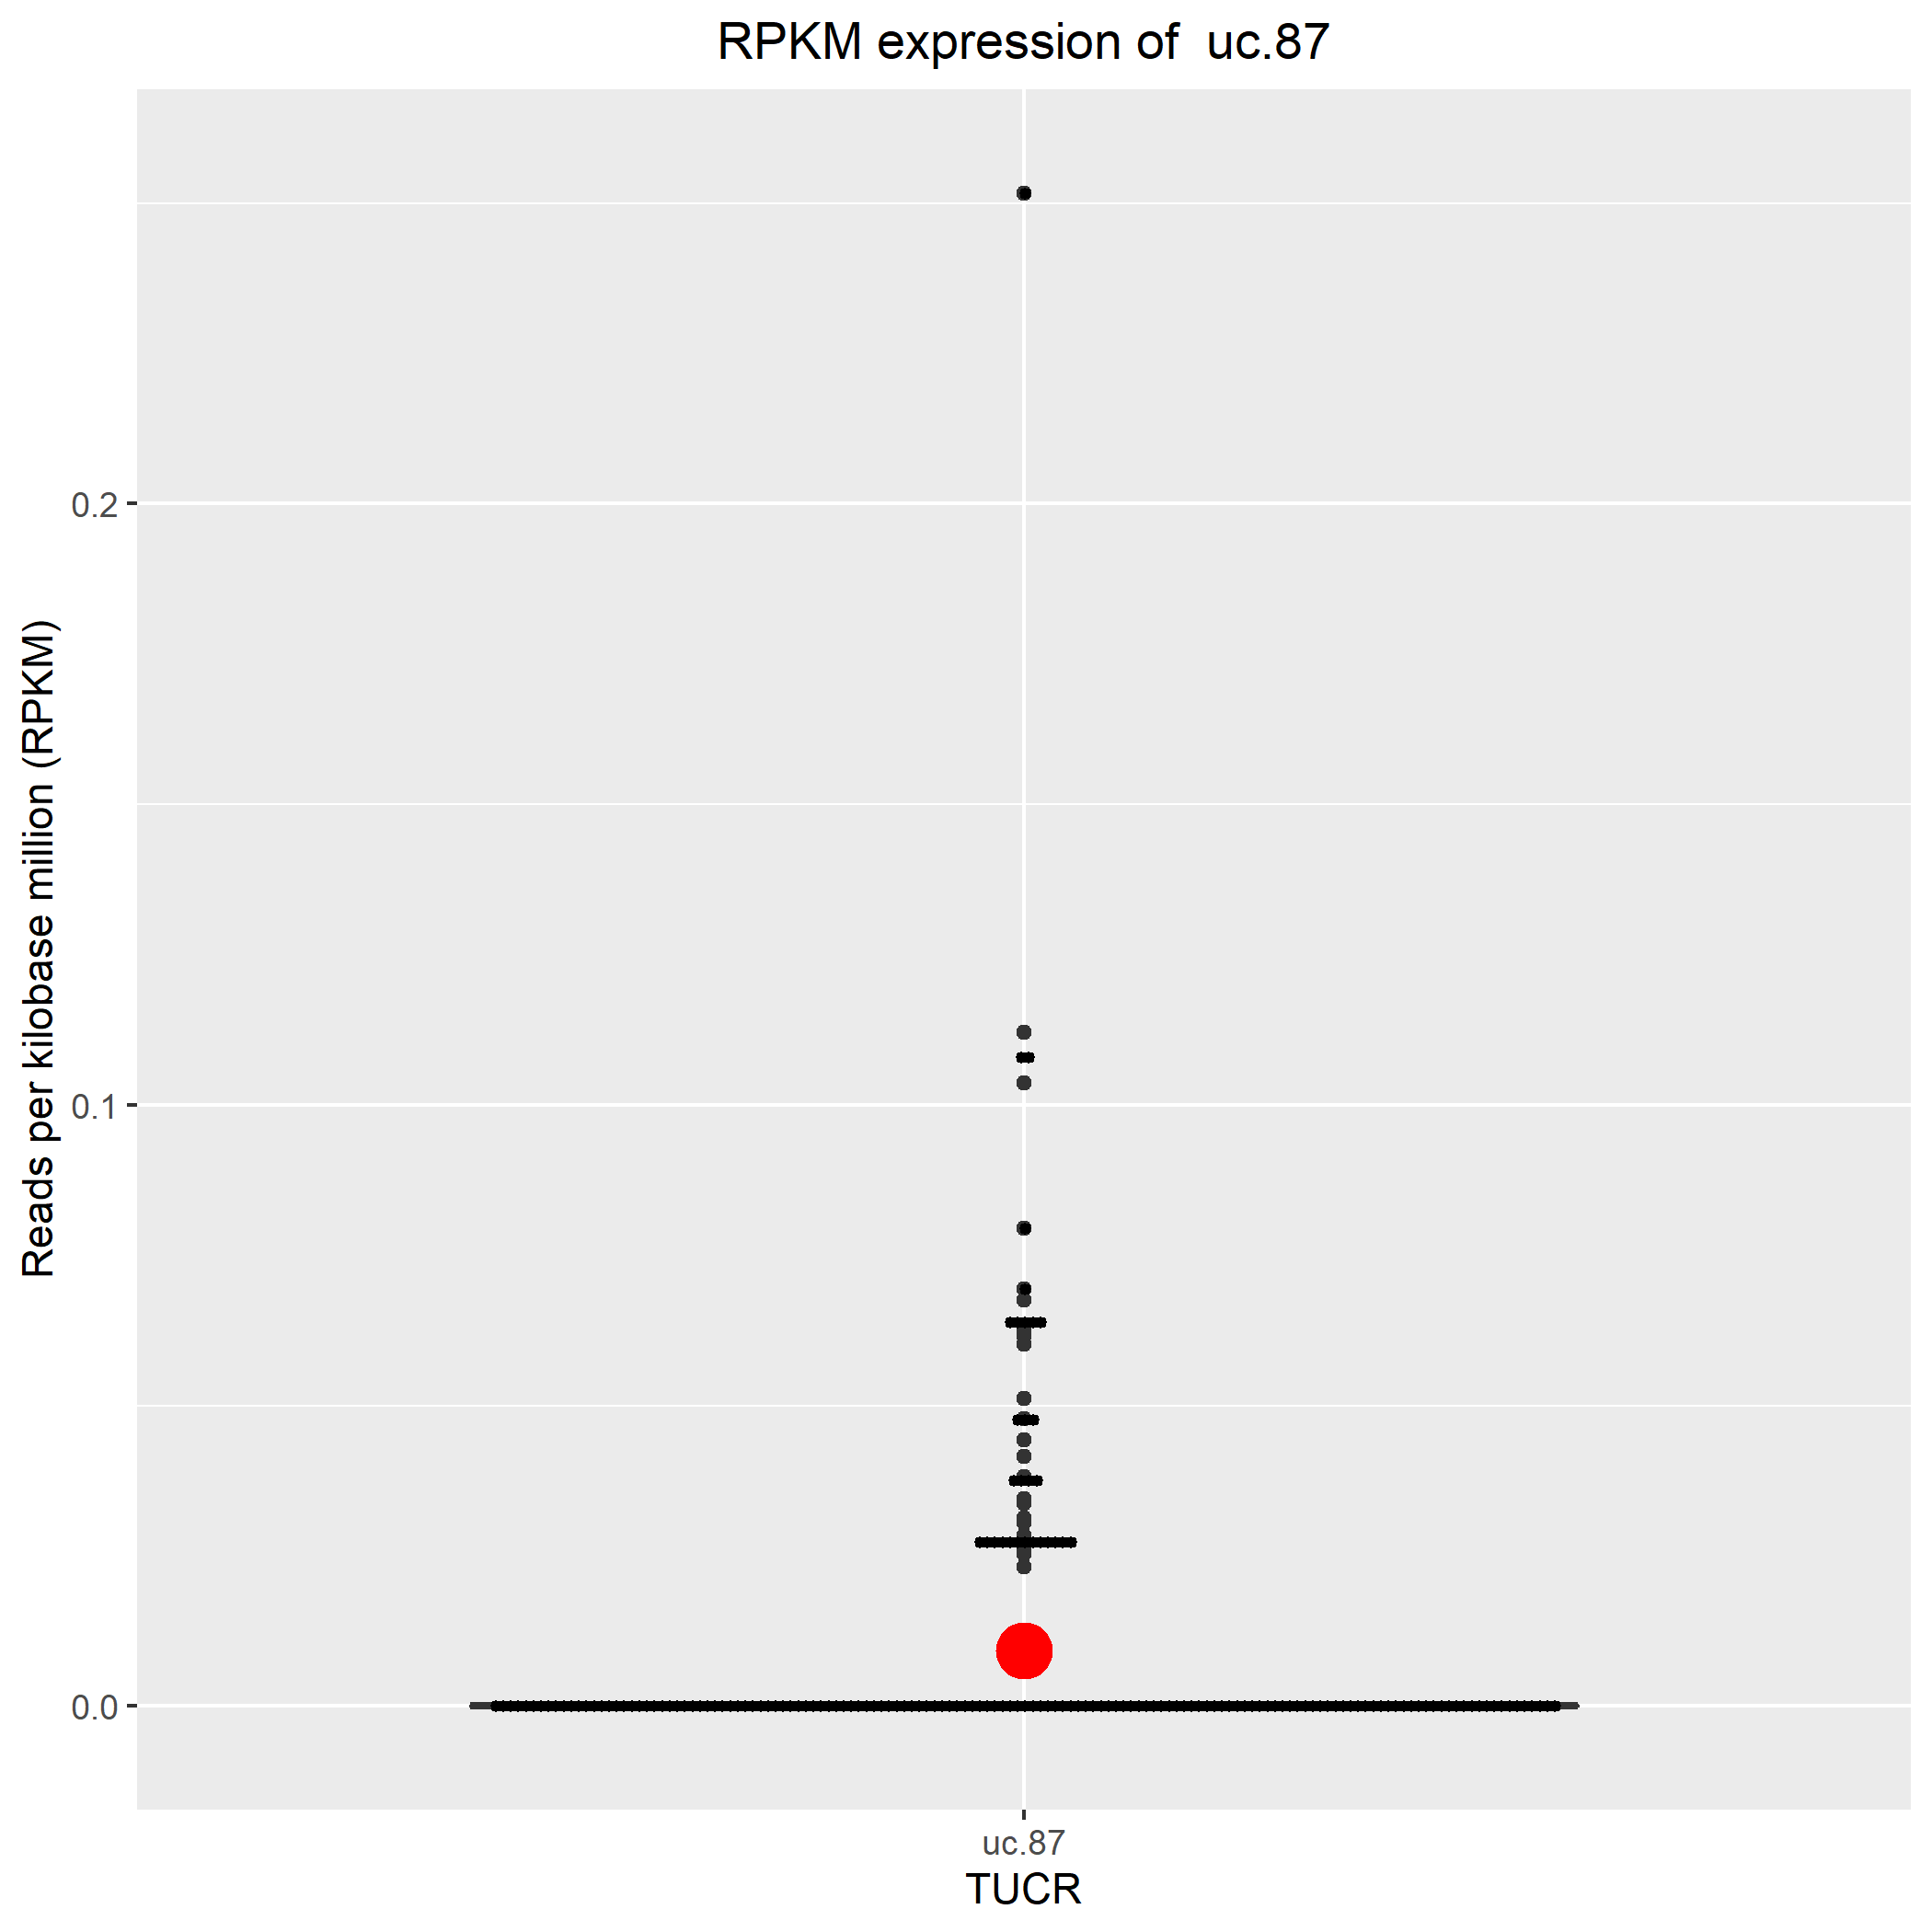 RPKM expression of  uc.87
Reads per kilobase million (RPKM)
0.2
0.1
0.0
uc.87
TUCR